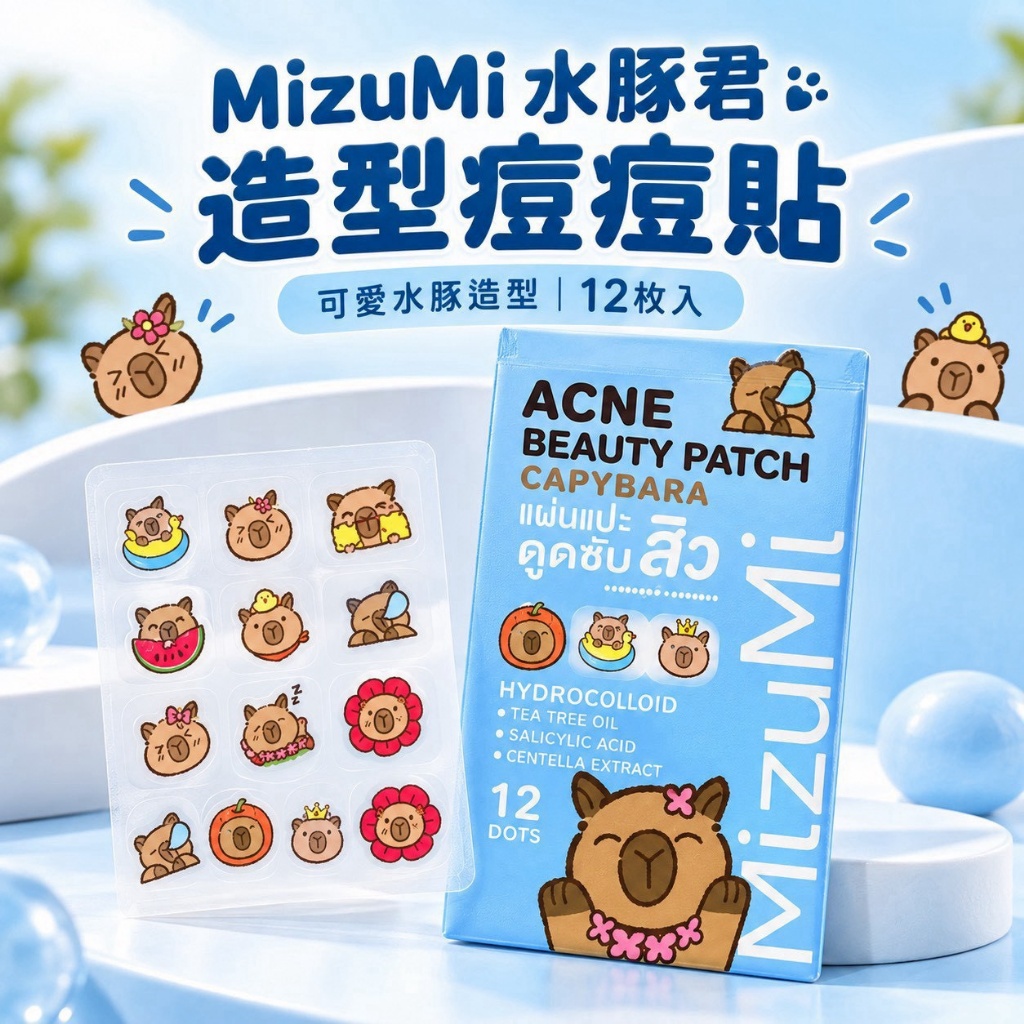 MizuMi 水豚君
造型痘痘貼
可愛水豚造型｜12枚入
ACNE
BEAUTY PATCH
CAPYBARA
แผ่นแปะ
ดูดซับ สิว
HYDROCOLLOID
• TEA TREE OIL
• SALICYLIC ACID
• CENTELLA EXTRACT
12
DOTS
MizuMi
z z